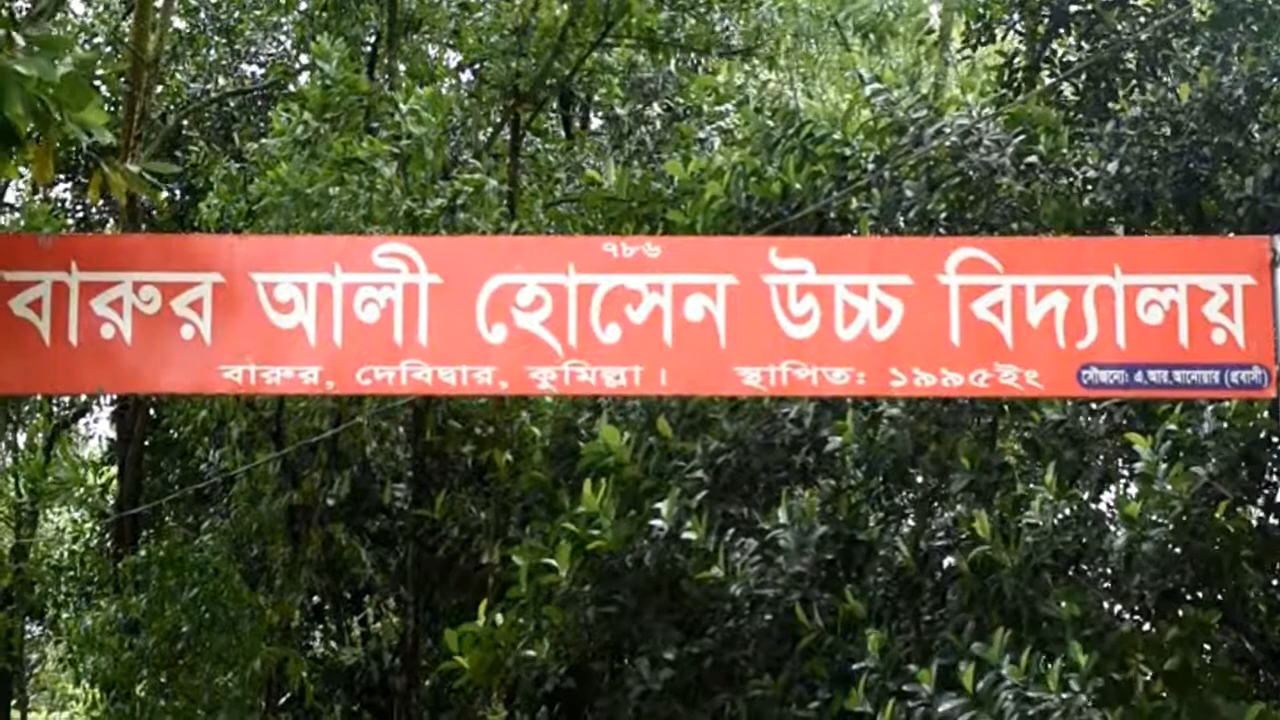 ৭৮৬
বারুর আলী হোসেন উচ্চ বিদ্যালয়
বারুর, দেবিদ্বার, কুমিল্লা। স্থাপিত: ১৯৯৫ইং
সৌজন্যে: এ.আর.আনোয়ার (প্রবাসী)